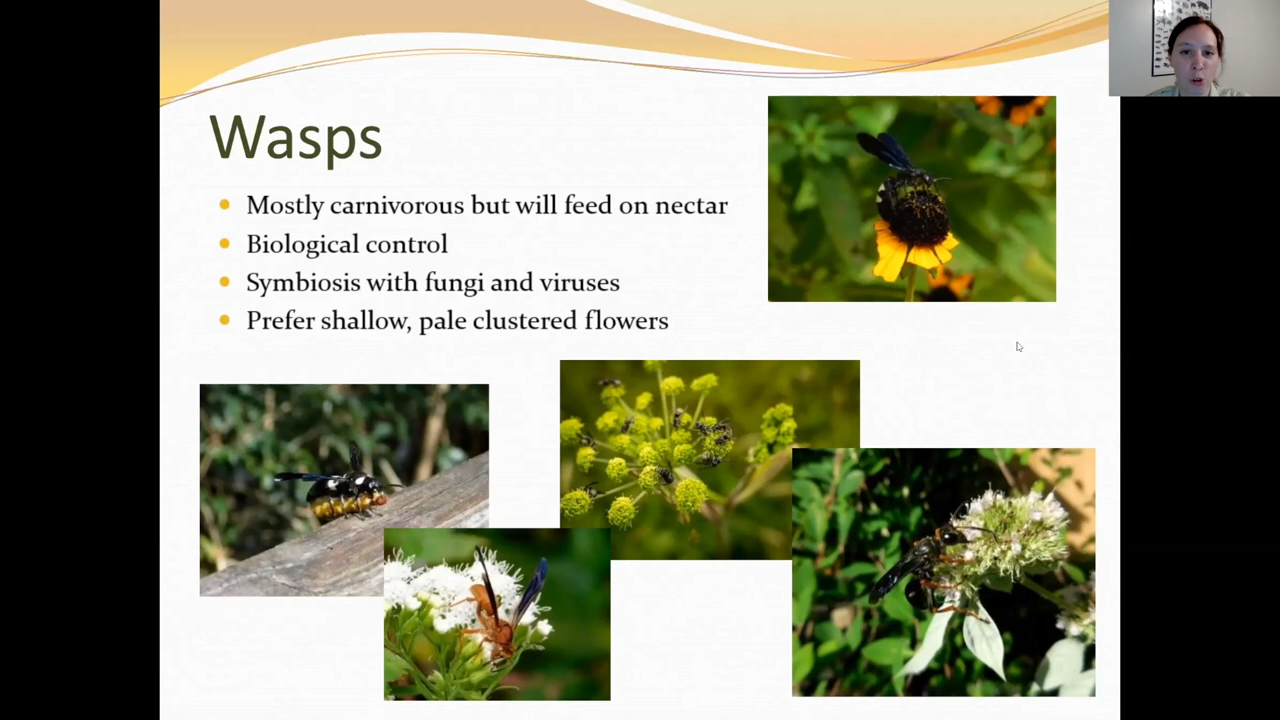 Wasps
Mostly carnivorous but will feed on nectar
Biological control
Symbiosis with fungi and viruses
Prefer shallow, pale clustered flowers